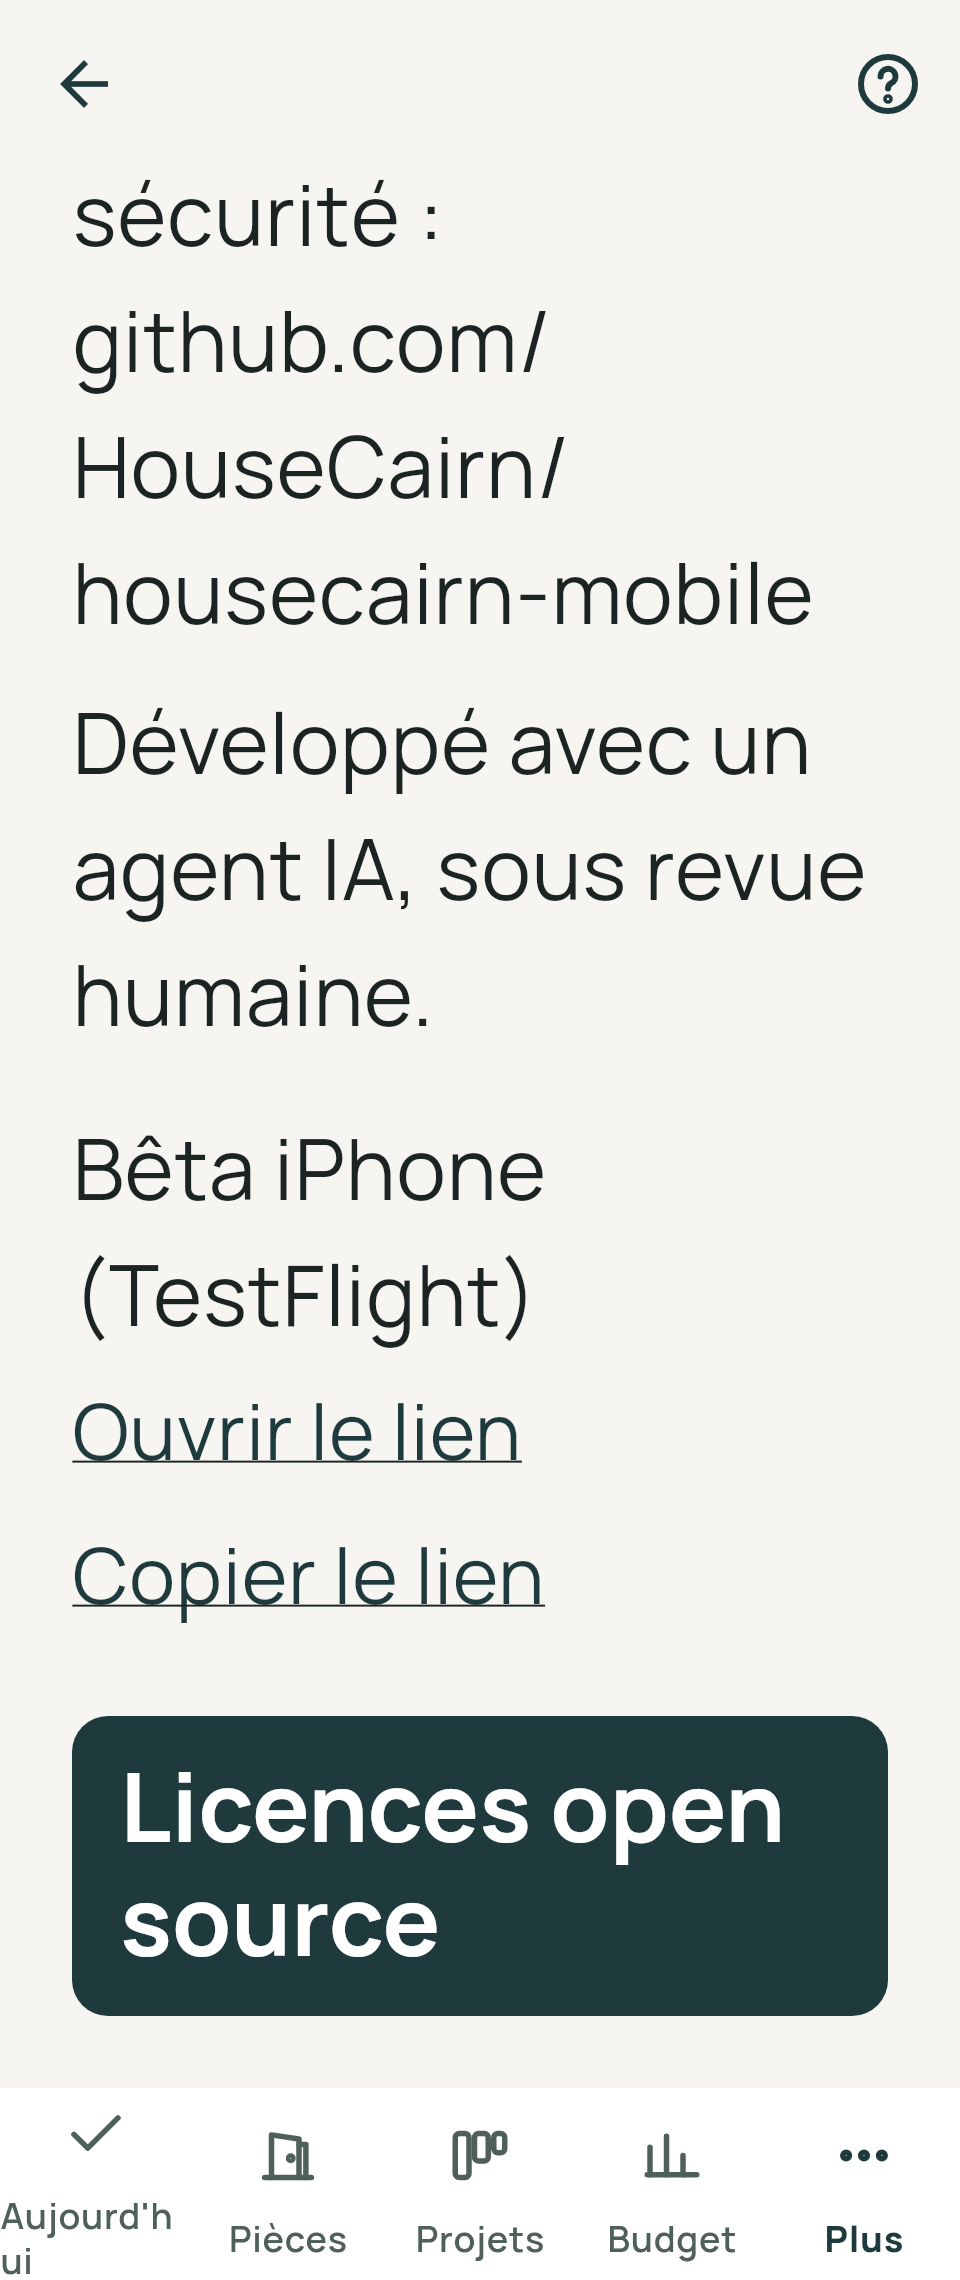 sécurité :
github.com/
HouseCairn/
housecairn-mobile
Développé avec un
agent IA, sous revue
humaine.
Bêta iPhone
(TestFlight)
Ouvrir le lien
Copier le lien
Licences open
source
Aujourd'h
ui
Pièces
Projets
Budget
Plus